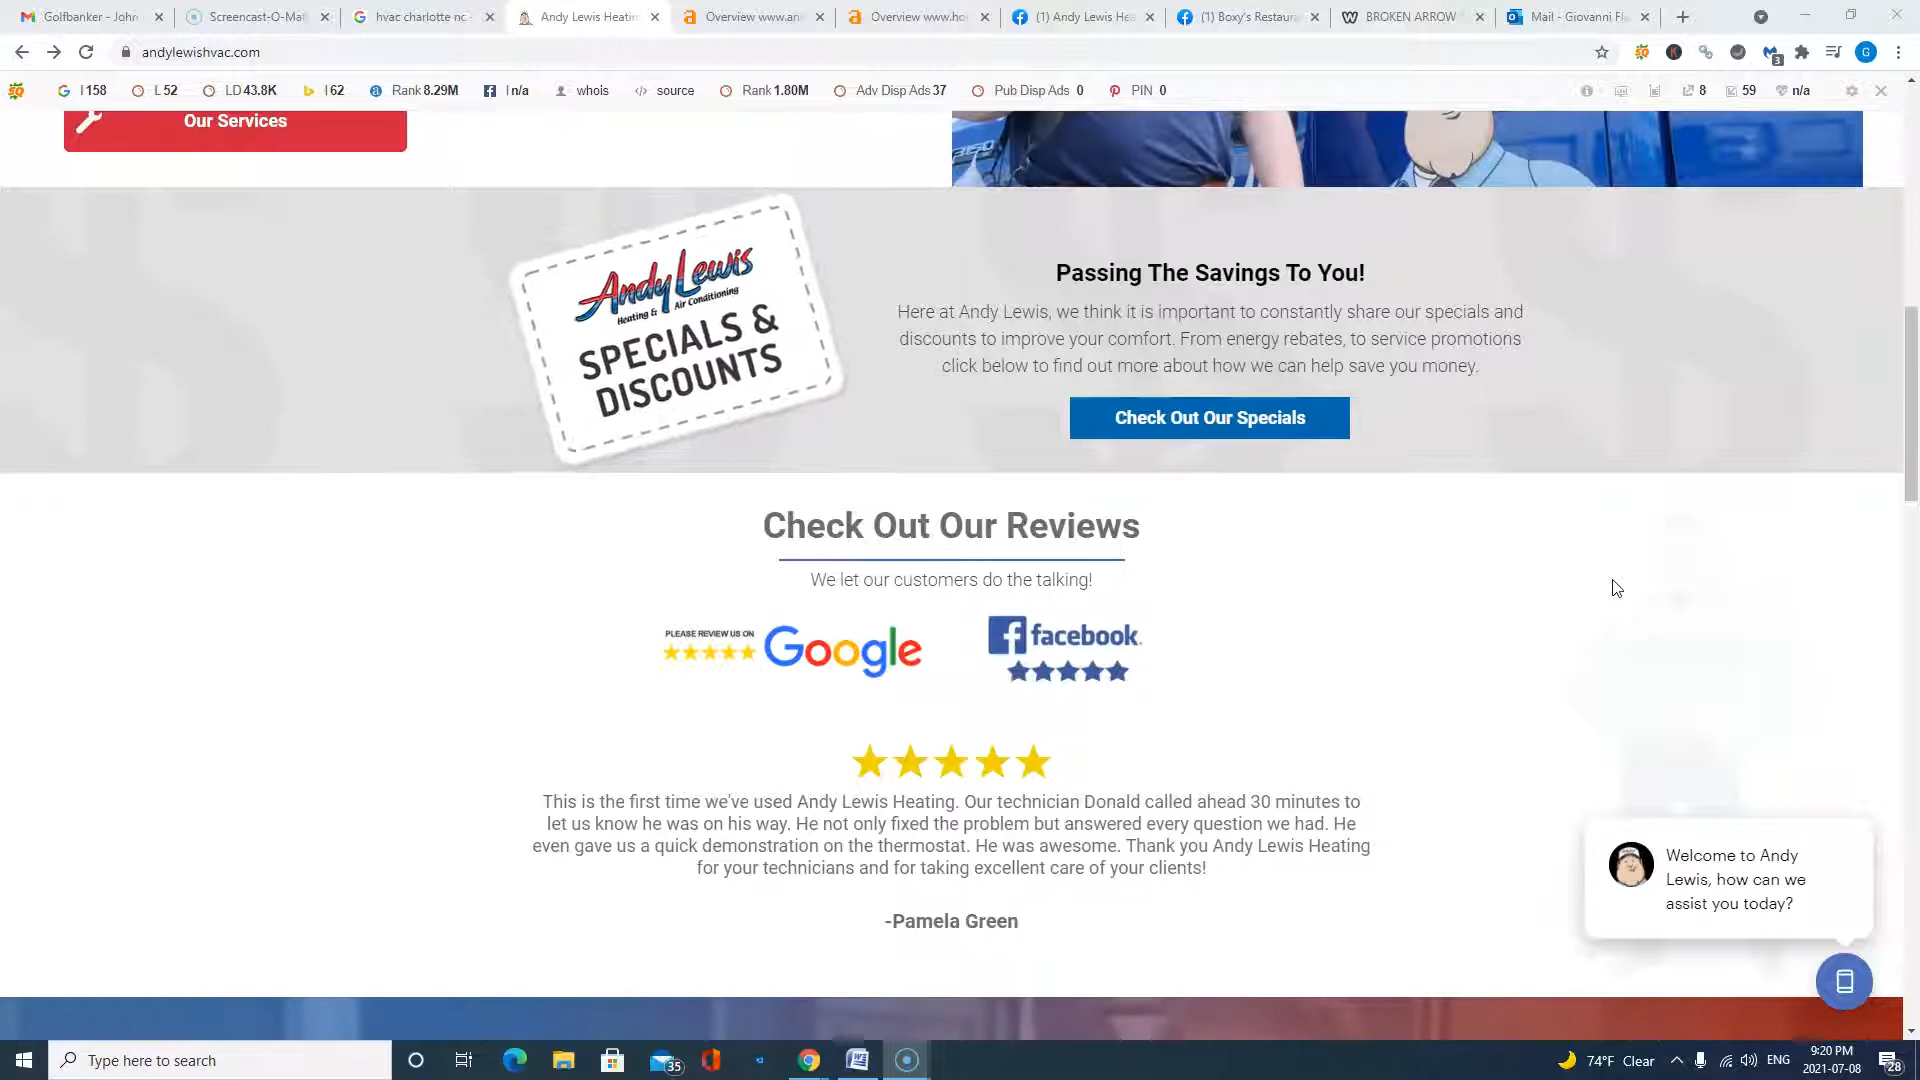 Golfbanker - John
Screencast-O-Mat
hvac charlotte nc -
Andy Lewis Heatin
Overview www.an
Overview www.ho
(1) Andy Lewis Hea
(1) Boxy's Restaura
BROKEN ARROW
Mail - Giovanni Fl
andylewishvac.com
3
G
I 158
L 52
LD 43.8K
I 62
Rank 8.29M
I n/a
whois
source
Rank 1.80M
Adv Disp Ads 37
Pub Disp Ads 0
PIN 0
8
59
n/a
Our Services
Andy Lewis
Heating & Air Conditioning
SPECIALS &
DISCOUNTS
Passing The Savings To You!
Here at Andy Lewis, we think it is important to constantly share our specials and
discounts to improve your comfort. From energy rebates, to service promotions
click below to find out more about how we can help save you money.
Check Out Our Specials
Check Out Our Reviews
We let our customers do the talking!
PLEASE REVIEW US ON
Google
facebook
This is the first time we've used Andy Lewis Heating. Our technician Donald called ahead 30 minutes to
let us know he was on his way. He not only fixed the problem but answered every question we had. He
even gave us a quick demonstration on the thermostat. He was awesome. Thank you Andy Lewis Heating
for your technicians and for taking excellent care of your clients!
-Pamela Green
Welcome to Andy
Lewis, how can we
assist you today?
Type here to search
35
74°F Clear
ENG
9:20 PM
2021-07-08
28